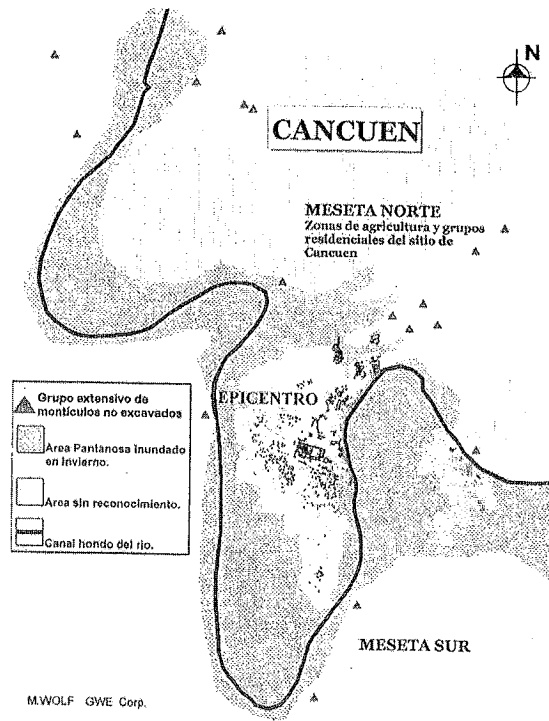 N
CANCUEN
MESETA NORTE
Zonas de agricultura y grupos
residenciales del sitio de
Cancuen
EPICENTRO
Grupo extensivo de
montículos no excavados
Area Pantanosa Inundado
en Invierno.
Area sin reconocimiento.
Canal hondo del rio.
MESETA SUR
M.WOLF GWE Corp.